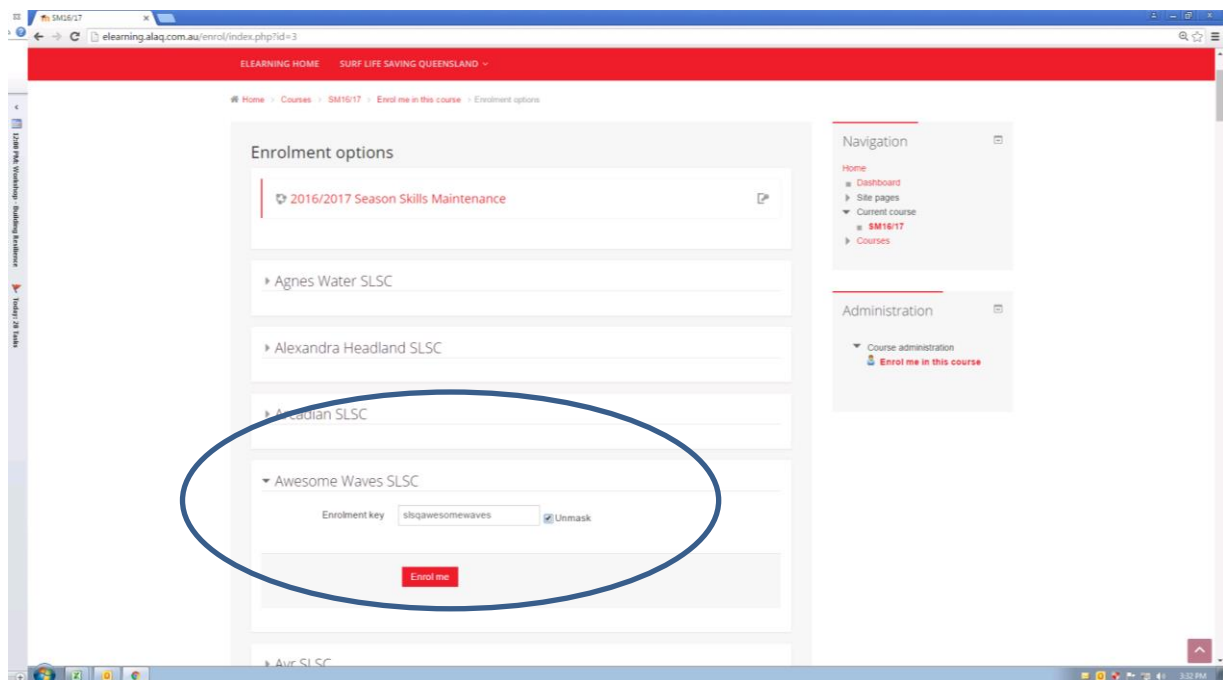 SM16/17
elearning.alaq.com.au/enrol/index.php?id=3
ELEARNING HOME SURF LIFE SAVING QUEENSLAND
Home > Courses > SM16/17 > Enrol me in this course > Enrolment options
Enrolment options
2016/2017 Season Skills Maintenance
Agnes Water SLSC
Alexandra Headland SLSC
Arcadian SLSC
Awesome Waves SLSC
Enrolment key slsqawesomewaves Unmask
Enrol me
Ayr SLSC
Navigation
Home
Dashboard
Site pages
Current course
SM16/17
Courses
Administration
Course administration
Enrol me in this course
12:00 PM: Workshop - Building Resilience
Today: 28 Tasks
3:32 PM